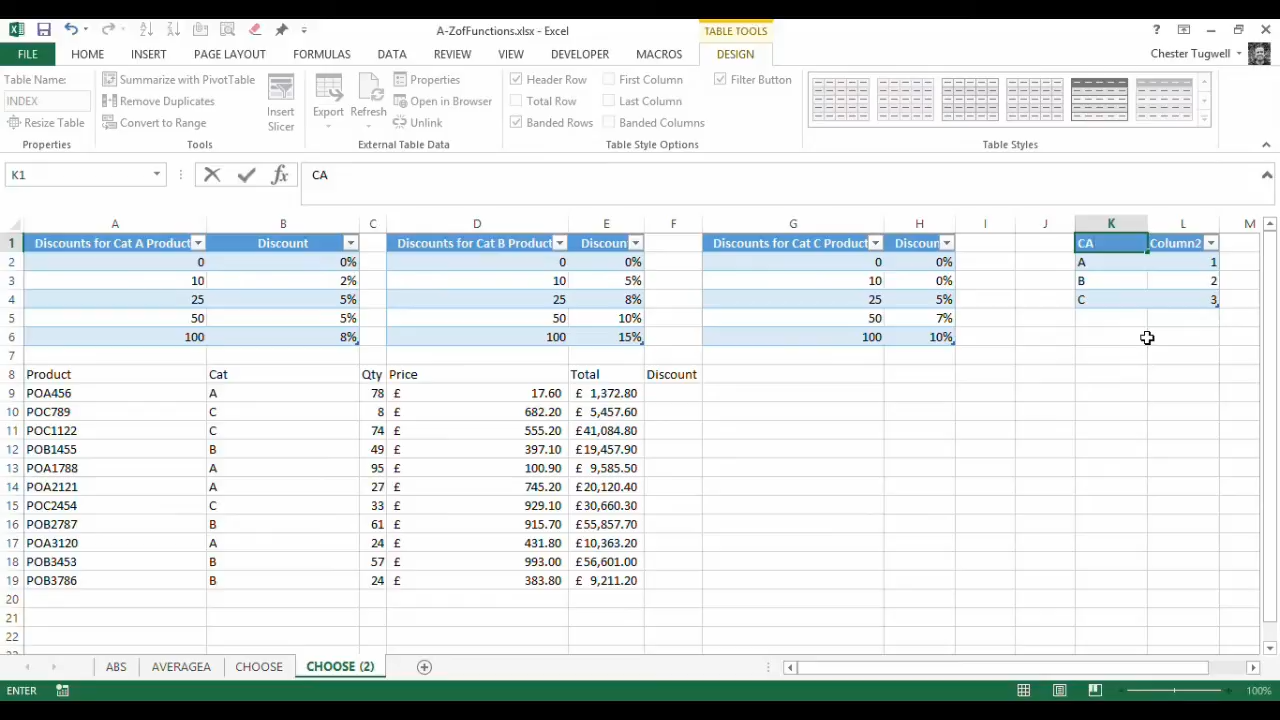 A-ZofFunctions.xlsx - Excel
TABLE TOOLS
?
FILE HOME INSERT PAGE LAYOUT FORMULAS DATA REVIEW VIEW DEVELOPER MACROS DESIGN Chester Tugwell
Table Name: Summarize with PivotTable Properties Header Row First Column Filter Button
INDEX Remove Duplicates Insert Slicer Export Refresh Open in Browser Total Row Last Column
Resize Table Convert to Range Unlink Banded Rows Banded Columns
Properties Tools External Table Data Table Style Options Table Styles
K1 fx CA
A B C D E F G H I J K L M
1 Discounts for Cat A Product Discount Discounts for Cat B Product Discoun Discounts for Cat C Product Discoun CA Column2
2 0 0% 0 0% 0 0% A 1
3 10 2% 10 5% 10 0% B 2
4 25 5% 25 8% 25 5% C 3
5 50 5% 50 10% 50 7%
6 100 8% 100 15% 100 10%
7
8 Product Cat Qty Price Total Discount
9 POA456 A 78 £ 17.60 £ 1,372.80
10 POC789 C 8 £ 682.20 £ 5,457.60
11 POC1122 C 74 £ 555.20 £41,084.80
12 POB1455 B 49 £ 397.10 £19,457.90
13 POA1788 A 95 £ 100.90 £ 9,585.50
14 POA2121 A 27 £ 745.20 £20,120.40
15 POC2454 C 33 £ 929.10 £30,660.30
16 POB2787 B 61 £ 915.70 £55,857.70
17 POA3120 A 24 £ 431.80 £10,363.20
18 POB3453 B 57 £ 993.00 £56,601.00
19 POB3786 B 24 £ 383.80 £ 9,211.20
20
21
22
ABS AVERAGEA CHOOSE CHOOSE (2)
ENTER 100%